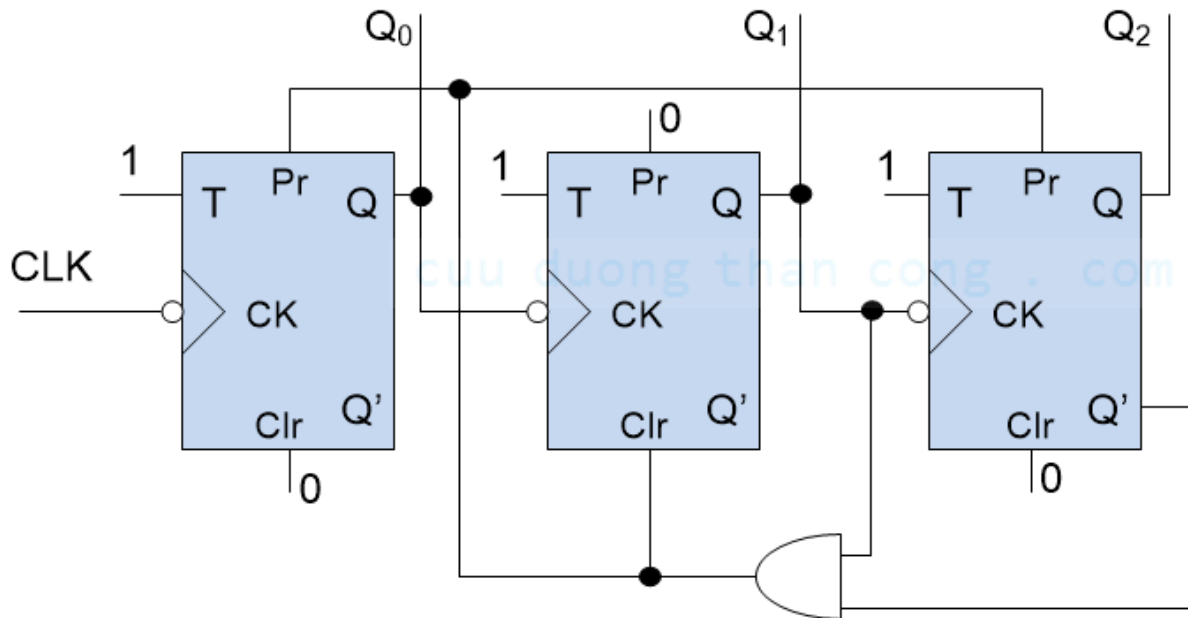 Q0 Q1 Q2
0
1 1 1
Pr Pr Pr
T Q T Q T Q
CLK
cuu duong than cong . com
CK CK CK
Q’ Q’ Q’
Clr Clr Clr
0 0